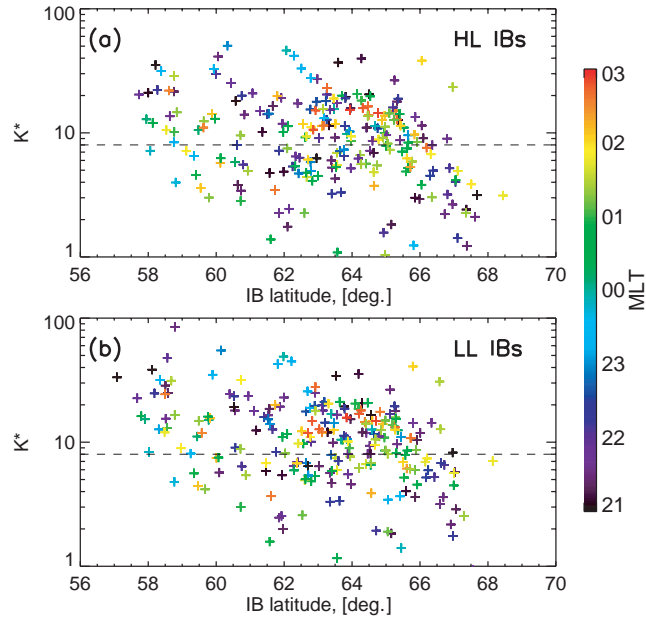 100
(a)
HL IBs
10
K*
1
56 58 60 62 64 66 68 70
IB latitude, [deg.]
100
(b)
LL IBs
10
K*
1
56 58 60 62 64 66 68 70
IB latitude, [deg.]
03
02
01
00
23
22
21
MLT